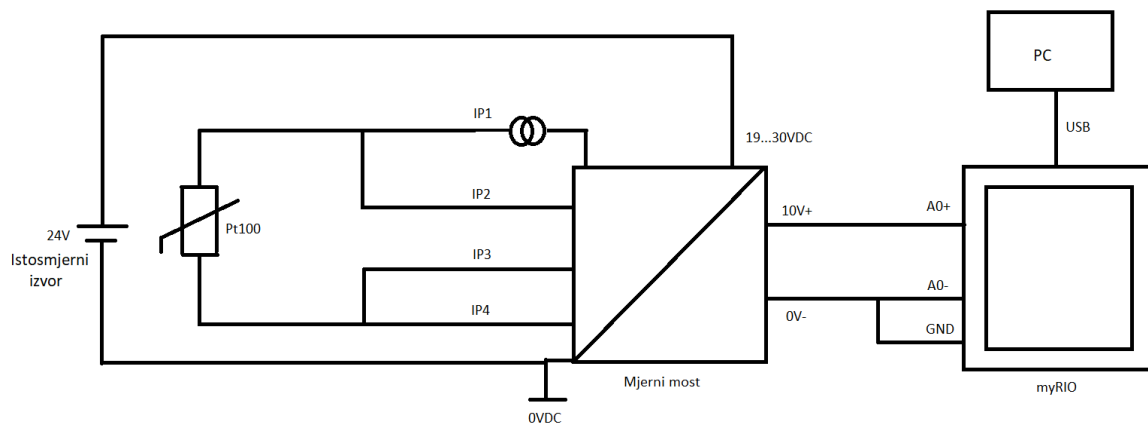 PC
IP1
USB
19...30VDC
IP2
10V+
A0+
24V
Pt100
Istosmjerni
izvor
IP3
A0-
IP4
0V-
GND
Mjerni most
myRIO
0VDC